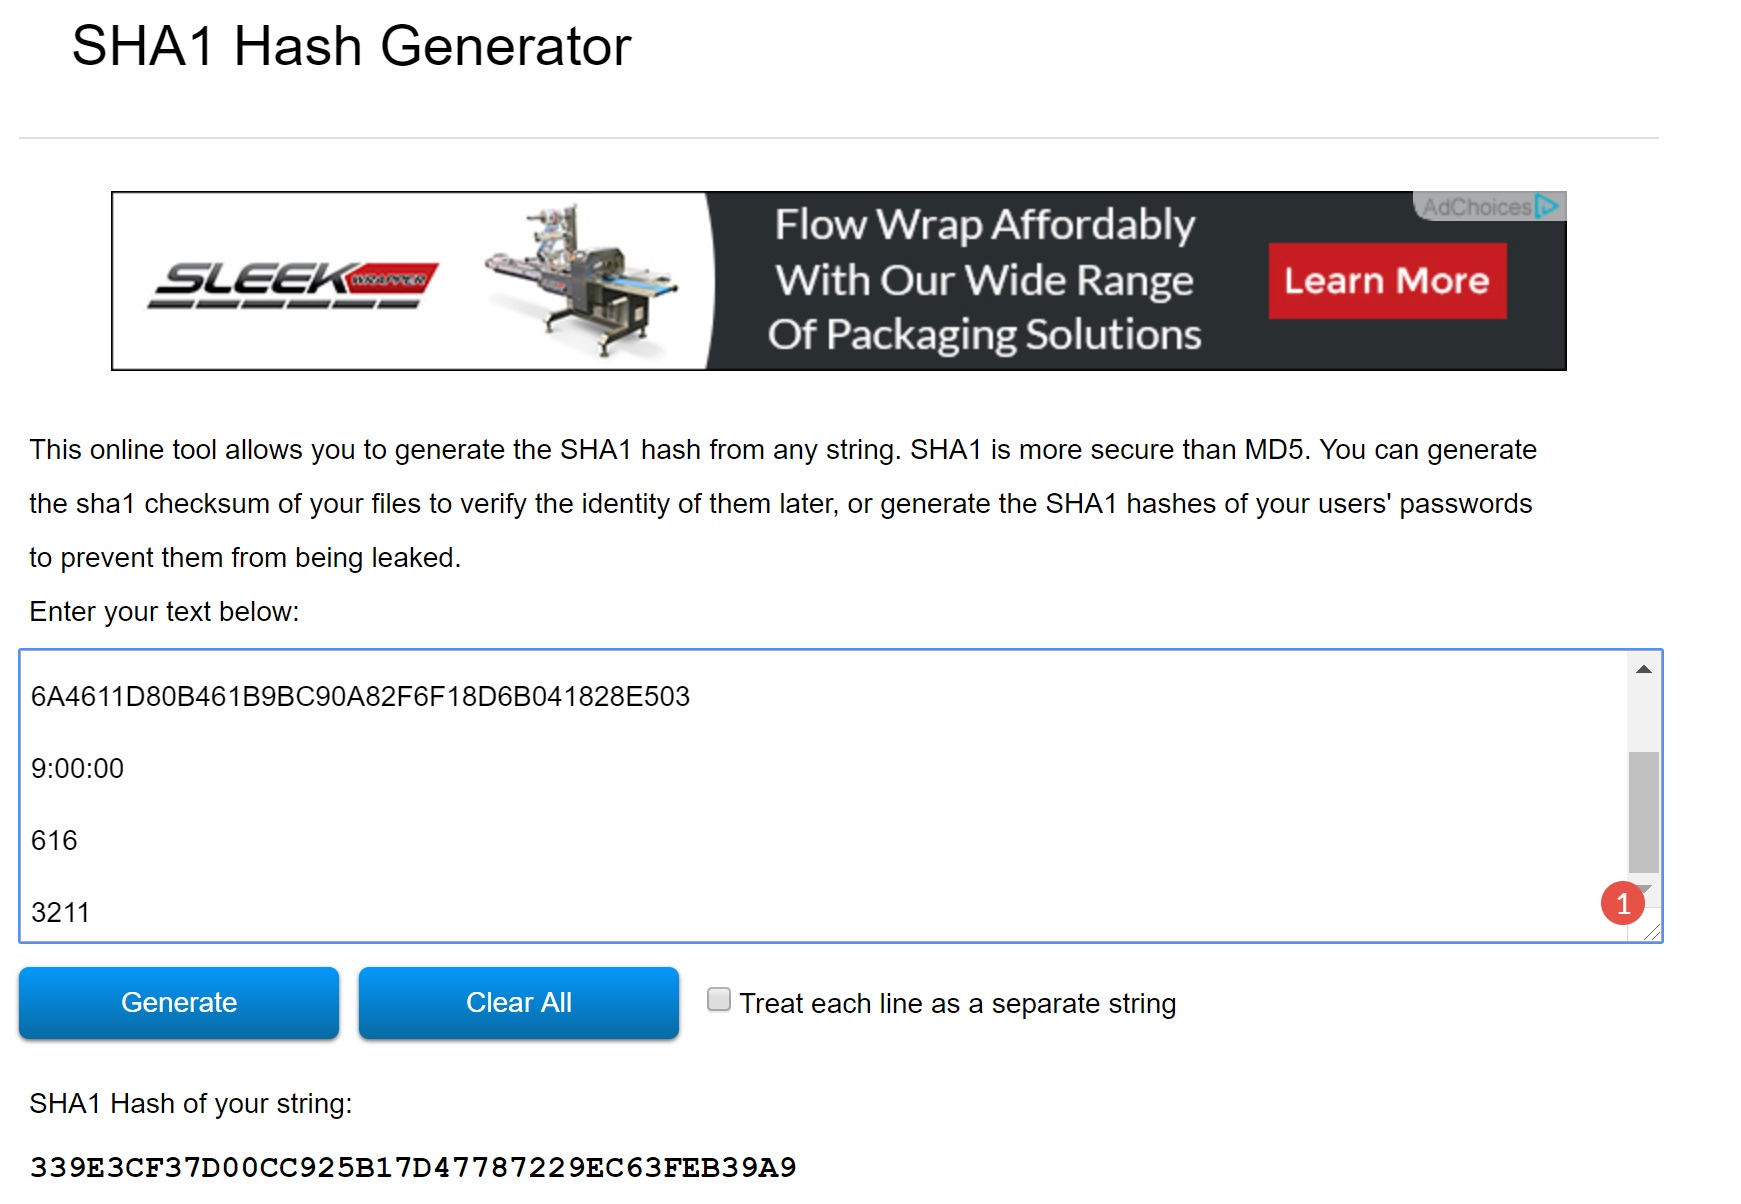 SHA1 Hash Generator
AdChoices
SLEEK WRAPPER
Flow Wrap Affordably
With Our Wide Range
Of Packaging Solutions
Learn More
This online tool allows you to generate the SHA1 hash from any string. SHA1 is more secure than MD5. You can generate
the sha1 checksum of your files to verify the identity of them later, or generate the SHA1 hashes of your users' passwords
to prevent them from being leaked.
Enter your text below:
6A4611D80B461B9BC90A82F6F18D6B041828E503
9:00:00
616
3211
1
Generate
Clear All
Treat each line as a separate string
SHA1 Hash of your string:
339E3CF37D00CC925B17D47787229EC63FEB39A9